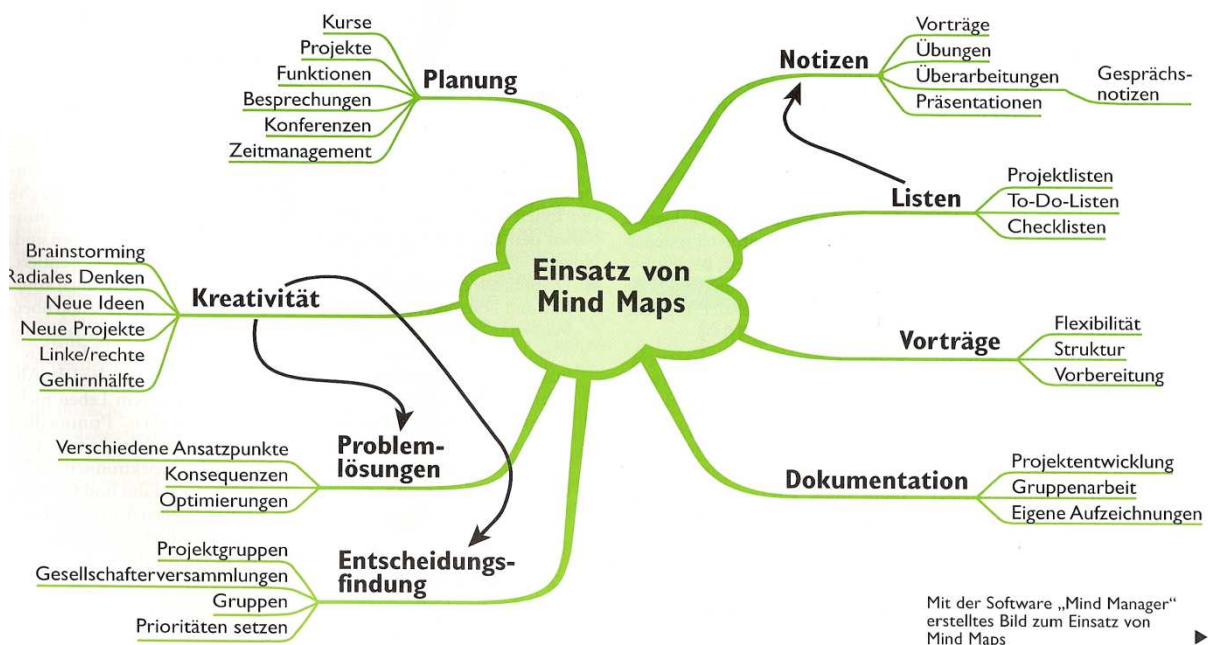 Einsatz von
Mind Maps
Planung
Kurse
Projekte
Funktionen
Besprechungen
Konferenzen
Zeitmanagement
Notizen
Vorträge
Übungen
Überarbeitungen
Gesprächs-
notizen
Präsentationen
Listen
Projektlisten
To-Do-Listen
Checklisten
Vorträge
Flexibilität
Struktur
Vorbereitung
Dokumentation
Projektentwicklung
Gruppenarbeit
Eigene Aufzeichnungen
Kreativität
Brainstorming
Radiales Denken
Neue Ideen
Neue Projekte
Linke/rechte
Gehirnhälfte
Problem-
lösungen
Verschiedene Ansatzpunkte
Konsequenzen
Optimierungen
Entscheidungs-
findung
Projektgruppen
Gesellschafterversammlungen
Gruppen
Prioritäten setzen
Mit der Software „Mind Manager“
erstelltes Bild zum Einsatz von
Mind Maps